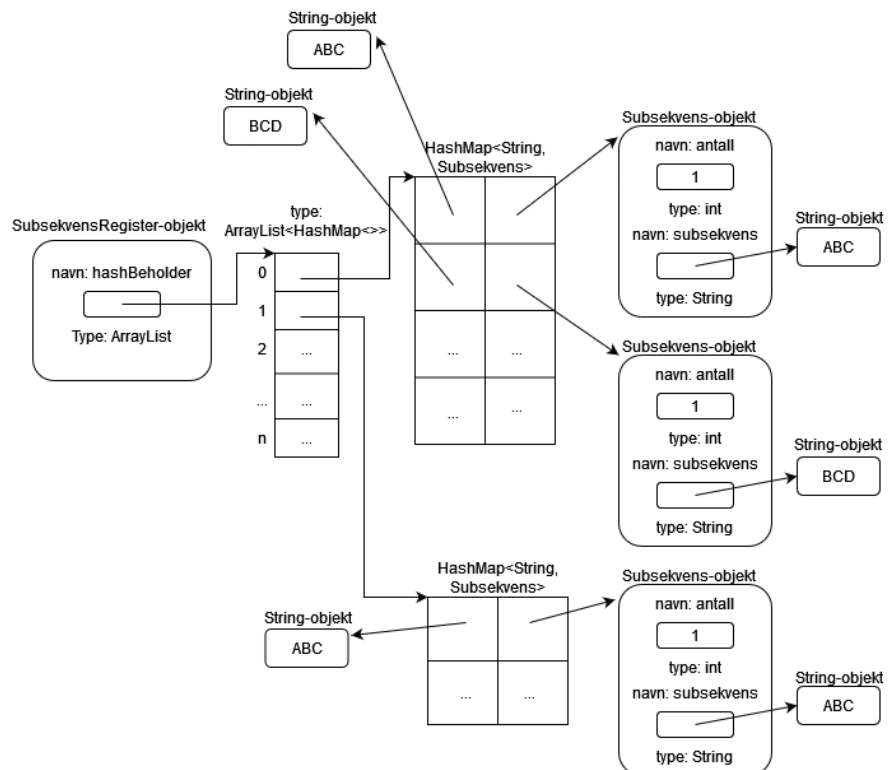 String-objekt
ABC
String-objekt
BCD
HashMap<String,
Subsekvens>
SubsekvensRegister-objekt
navn: hashBeholder
Type: ArrayList
type:
ArrayList<HashMap<>>
0
1
2
...
...
...
n
...
...
...
...
...
Subsekvens-objekt
navn: antall
1
type: int
navn: subsekvens
type: String
String-objekt
ABC
Subsekvens-objekt
navn: antall
1
type: int
navn: subsekvens
type: String
String-objekt
BCD
HashMap<String,
Subsekvens>
String-objekt
ABC
...
...
Subsekvens-objekt
navn: antall
1
type: int
navn: subsekvens
type: String
String-objekt
ABC